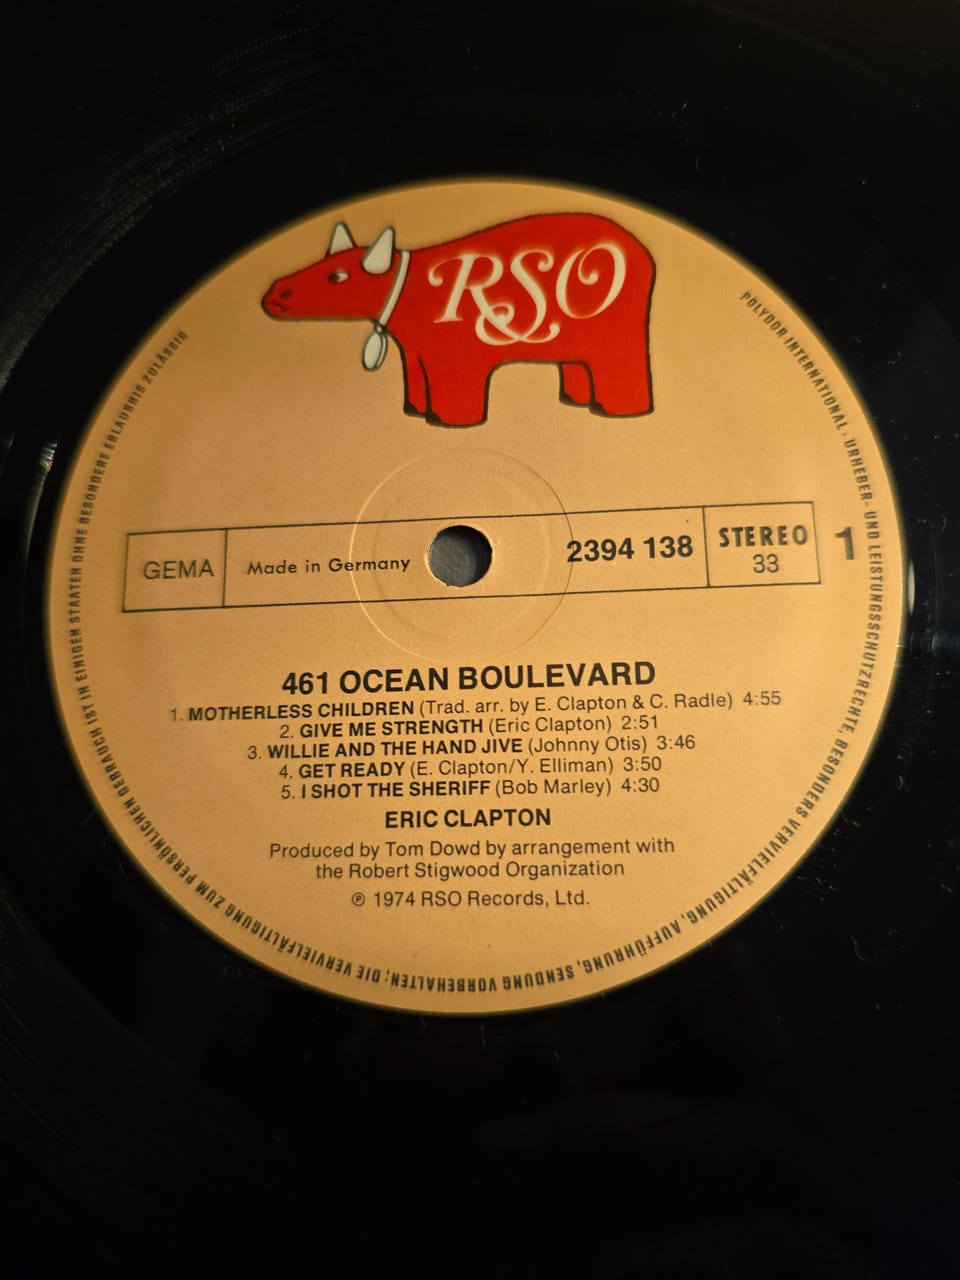 RSO
POLYDOR INTERNATIONAL · URHEBER- UND LEISTUNGSSCHUTZRECHTE, BESONDERS VERVIELFÄLTIGUNG, AUFFÜHRUNG, SENDUNG VORBEHALTEN; DIE VERVIELFÄLTIGUNG ZUM PERSÖNLICHEN GEBRAUCH IST IN EINIGEN STAATEN OHNE BESONDERE ERLAUBNIS ZULÄSSIG
GEMA Made in Germany 2394 138 STEREO 1
33
461 OCEAN BOULEVARD
1. MOTHERLESS CHILDREN (Trad. arr. by E. Clapton & C. Radle) 4:55
2. GIVE ME STRENGTH (Eric Clapton) 2:51
3. WILLIE AND THE HAND JIVE (Johnny Otis) 3:46
4. GET READY (E. Clapton/Y. Elliman) 3:50
5. I SHOT THE SHERIFF (Bob Marley) 4:30
ERIC CLAPTON
Produced by Tom Dowd by arrangement with
the Robert Stigwood Organization
℗ 1974 RSO Records, Ltd.